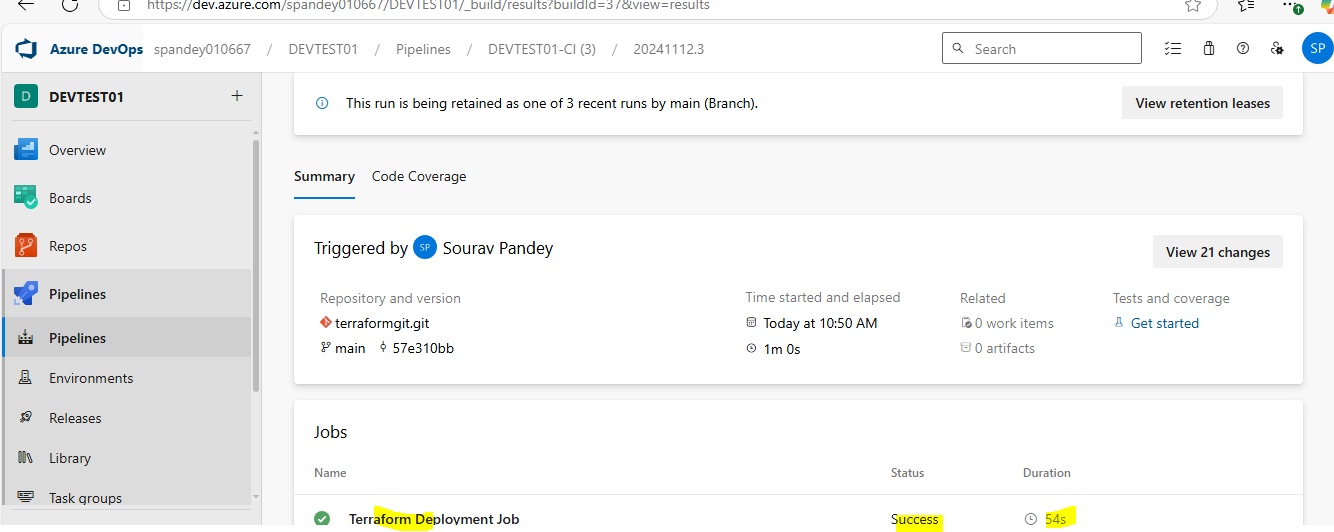 https://dev.azure.com/spandey010667/DEVTEST01/_build/results?buildId=37&view=results
Azure DevOps spandey010667 / DEVTEST01 / Pipelines / DEVTEST01-CI (3) / 20241112.3
Search
SP
D DEVTEST01 +
Overview
Boards
Repos
Pipelines
Pipelines
Environments
Releases
Library
Task groups
This run is being retained as one of 3 recent runs by main (Branch).
View retention leases
Summary Code Coverage
Triggered by SP Sourav Pandey
View 21 changes
Repository and version
terraformgit.git
main 57e310bb
Time started and elapsed
Today at 10:50 AM
1m 0s
Related
0 work items
0 artifacts
Tests and coverage
Get started
Jobs
Name Status Duration
Terraform Deployment Job Success 54s